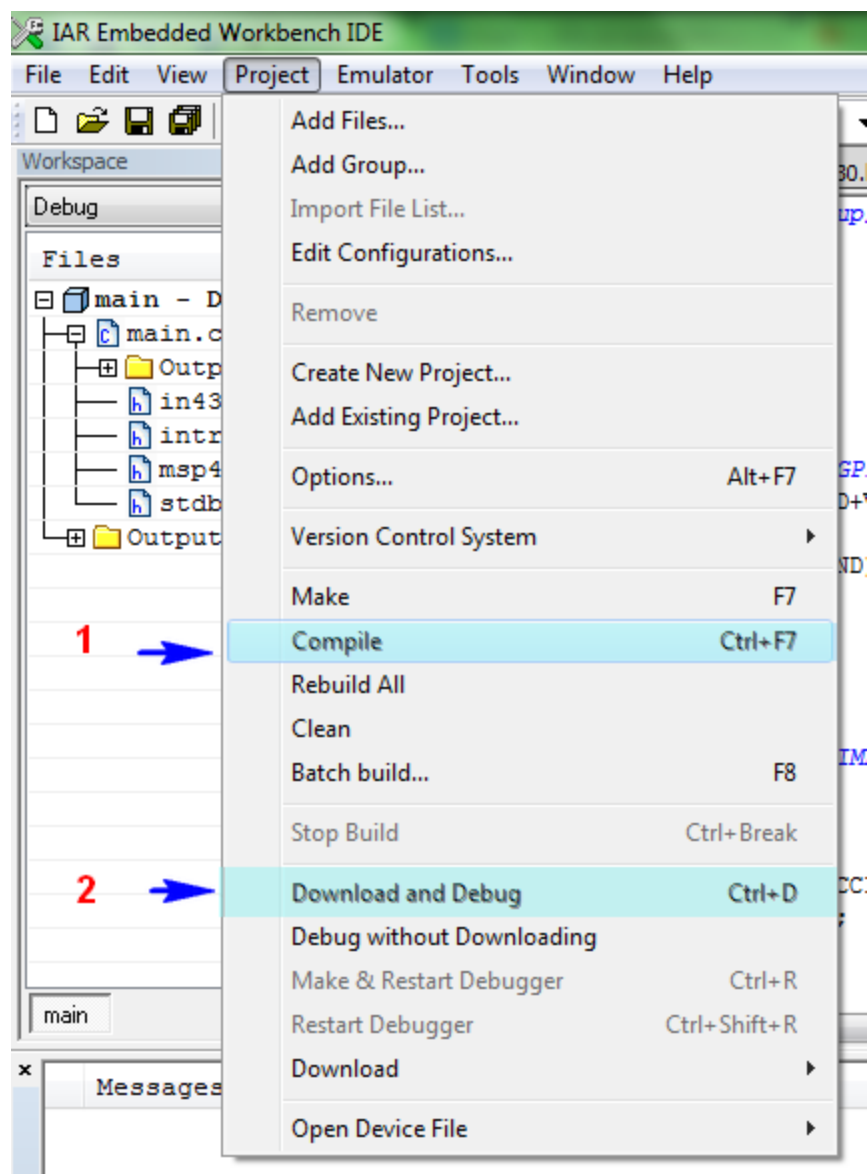 IAR Embedded Workbench IDE
File Edit View Project Emulator Tools Window Help
Workspace
Debug
Files
main - D
main.c
Outp
in43
intr
msp4
stdb
Output
main
Messages
Add Files...
Add Group...
Import File List...
Edit Configurations...
Remove
Create New Project...
Add Existing Project...
Options... Alt+F7
Version Control System
Make F7
1 Compile Ctrl+F7
Rebuild All
Clean
Batch build... F8
Stop Build Ctrl+Break
2 Download and Debug Ctrl+D
Debug without Downloading
Make & Restart Debugger Ctrl+R
Restart Debugger Ctrl+Shift+R
Download
Open Device File